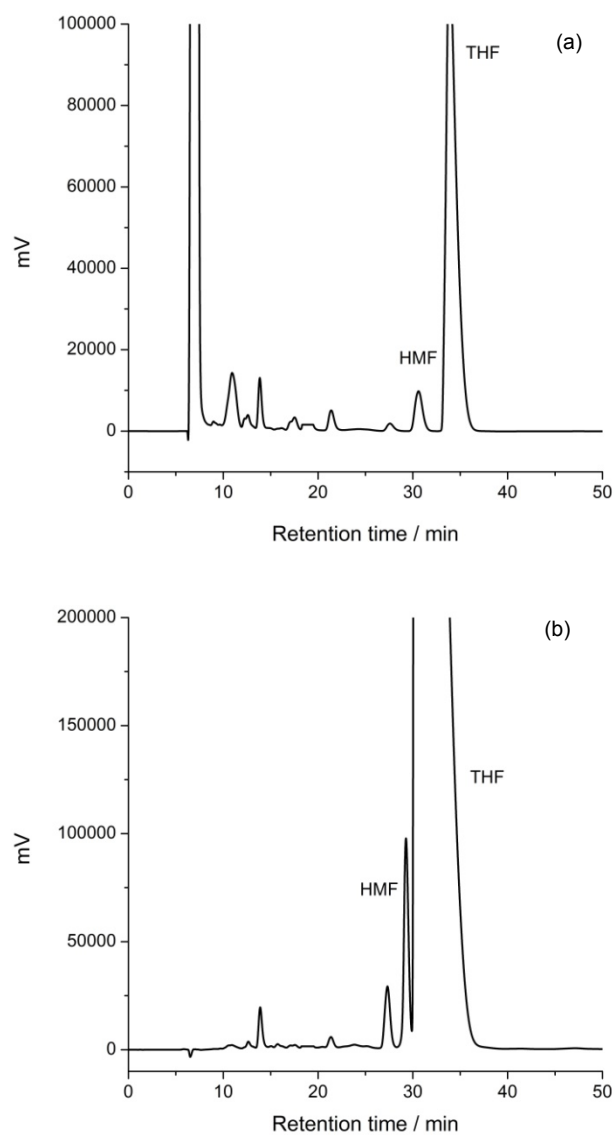 (a)
100000
80000
60000
40000
20000
0
mV
THF
HMF
0 10 20 30 40 50
Retention time / min
(b)
200000
150000
100000
50000
0
mV
THF
HMF
0 10 20 30 40 50
Retention time / min